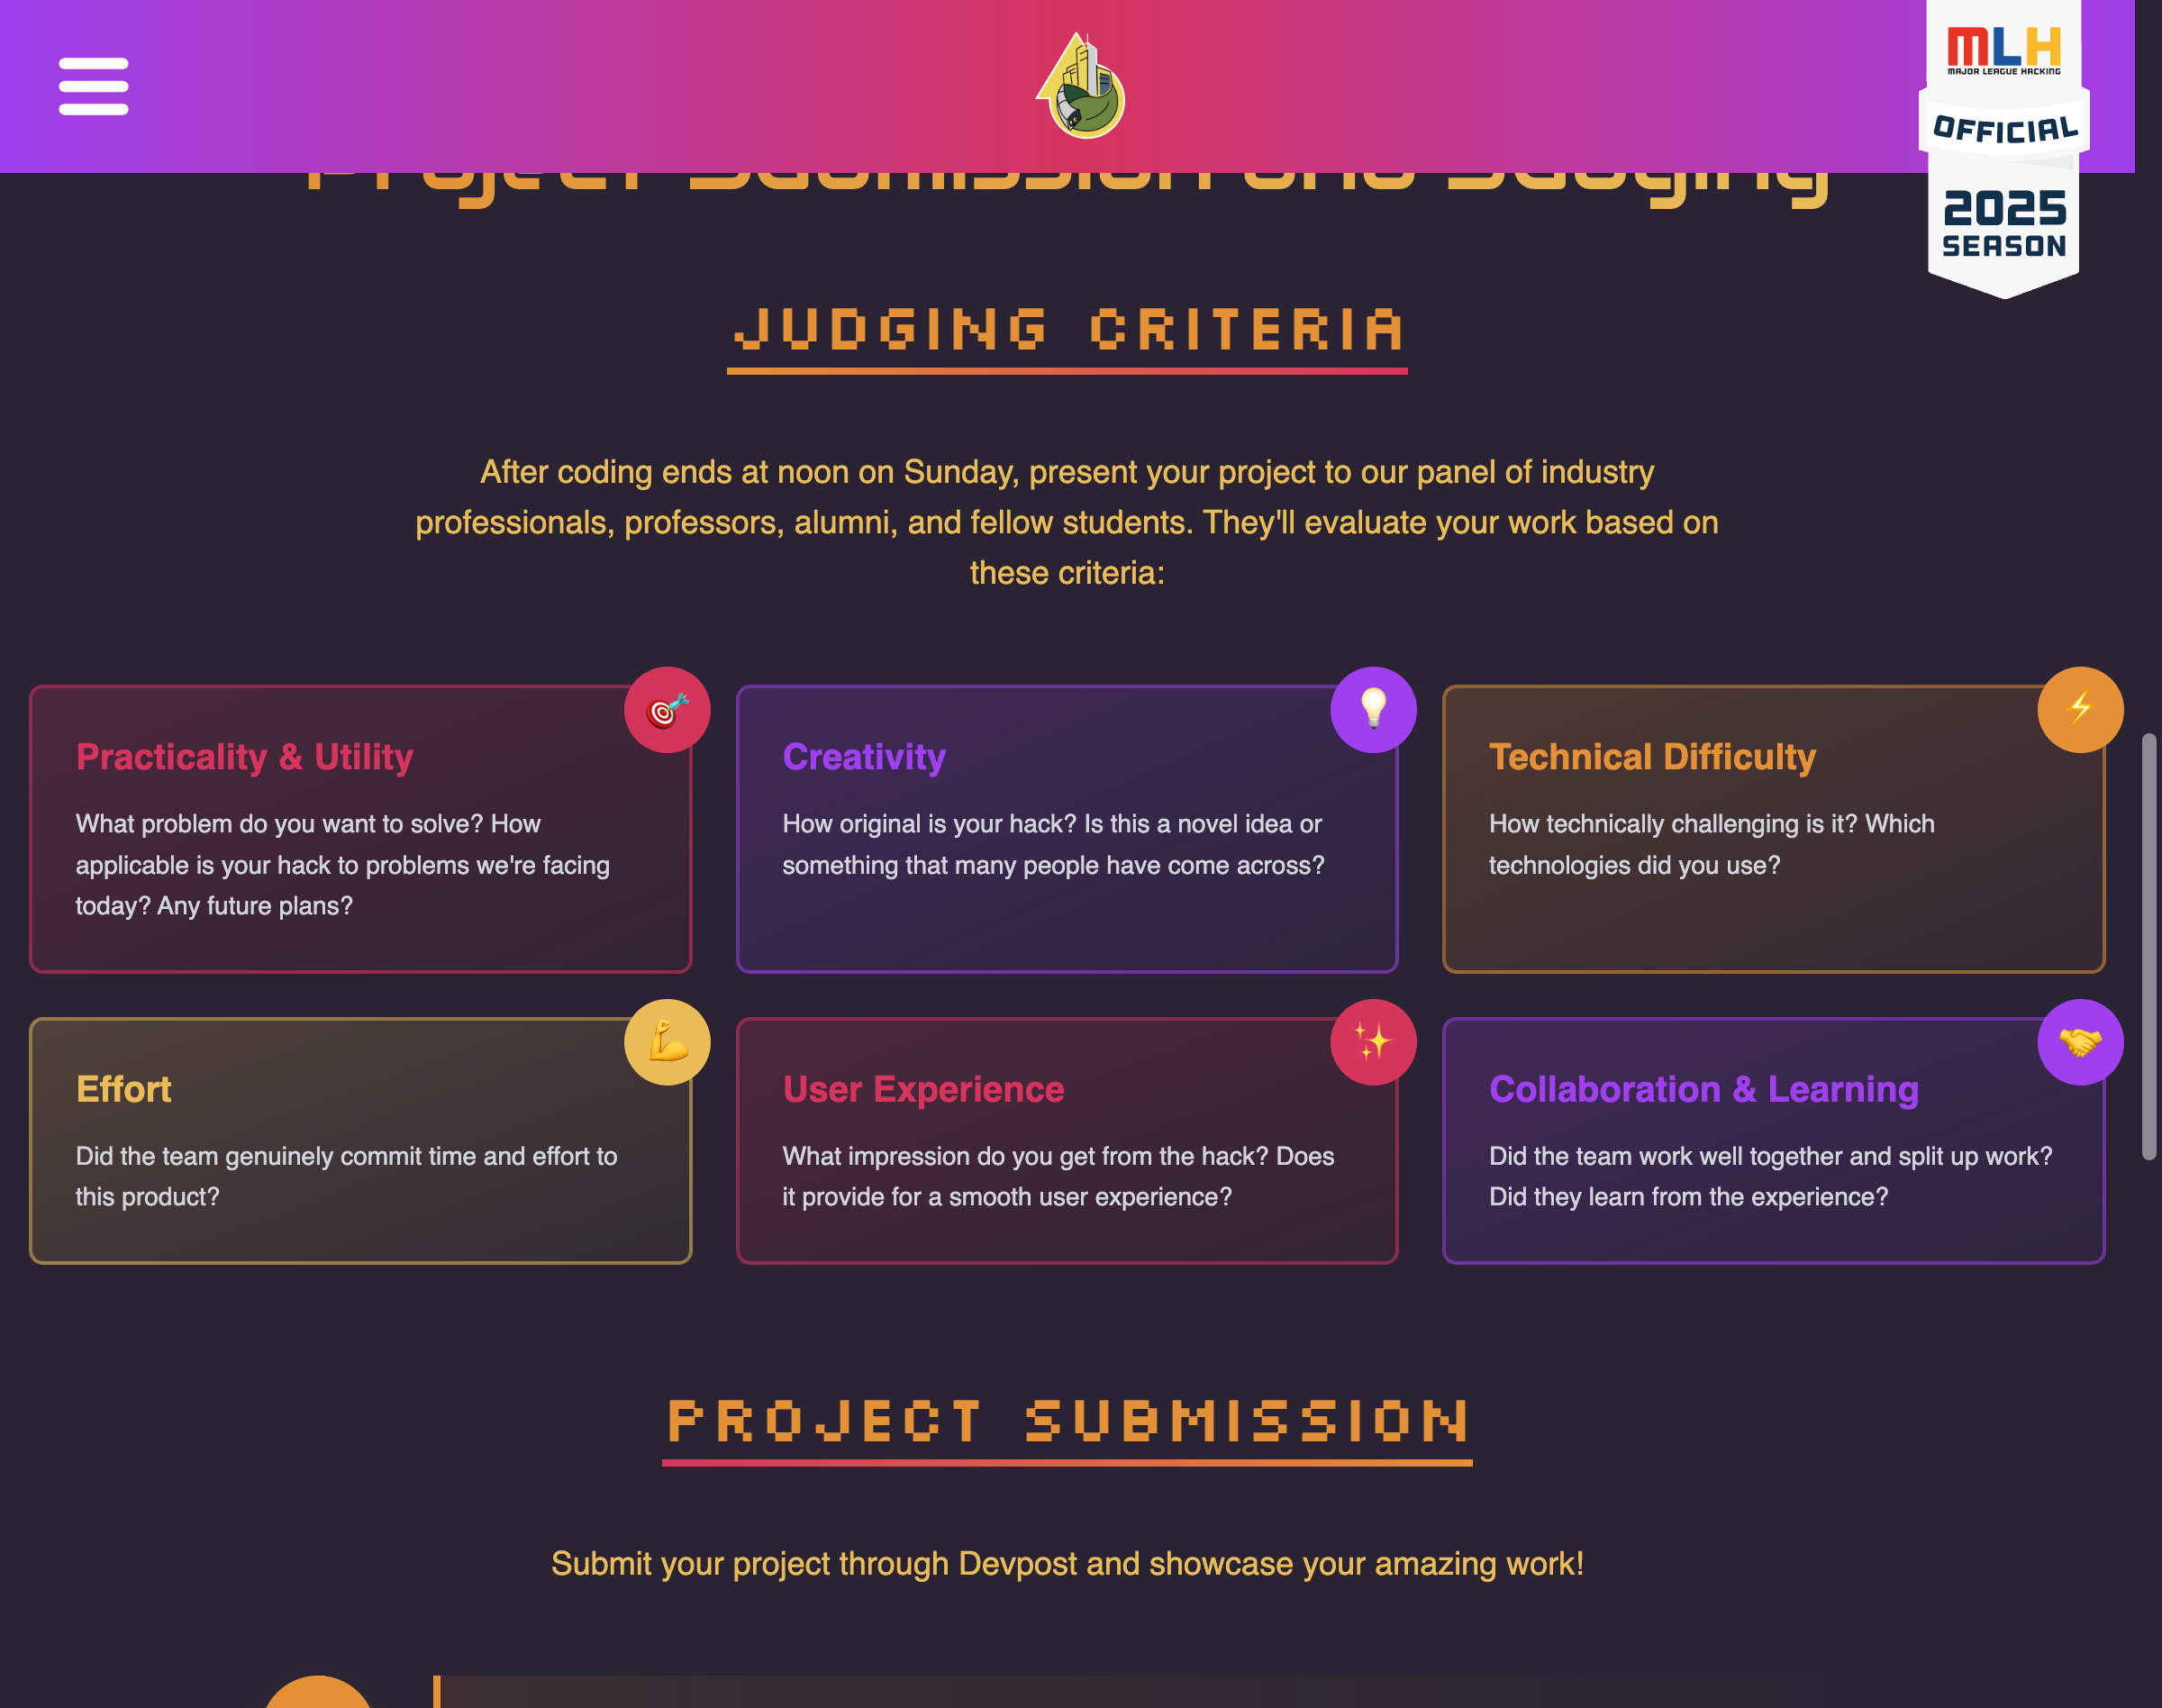 MLH
MAJOR LEAGUE HACKING
OFFICIAL
2025
SEASON
Project Submission and Judging
JUDGING CRITERIA
After coding ends at noon on Sunday, present your project to our panel of industry
professionals, professors, alumni, and fellow students. They'll evaluate your work based on
these criteria:
Practicality & Utility
What problem do you want to solve? How
applicable is your hack to problems we're facing
today? Any future plans?
Creativity
How original is your hack? Is this a novel idea or
something that many people have come across?
Technical Difficulty
How technically challenging is it? Which
technologies did you use?
Effort
Did the team genuinely commit time and effort to
this product?
User Experience
What impression do you get from the hack? Does
it provide for a smooth user experience?
Collaboration & Learning
Did the team work well together and split up work?
Did they learn from the experience?
PROJECT SUBMISSION
Submit your project through Devpost and showcase your amazing work!